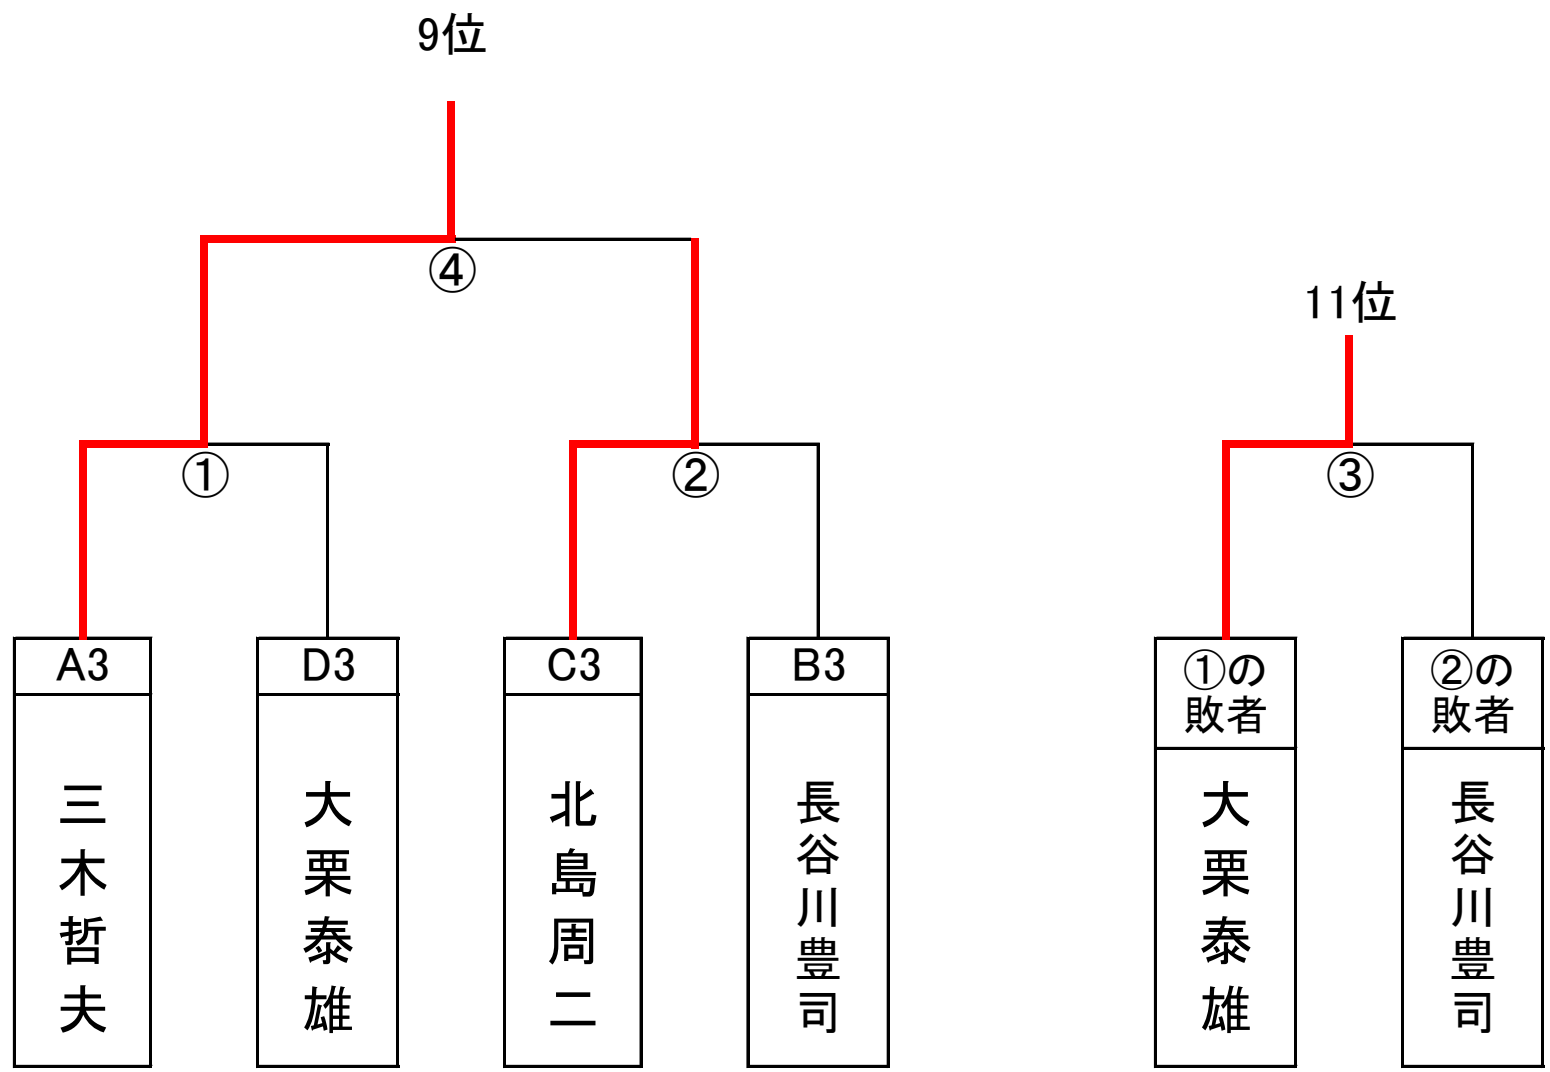 9位
④
11位
①
②
③
A3
D3
C3
B3
①の
敗者
②の
敗者
三木哲夫
大栗泰雄
北島周二
長谷川豊司
大栗泰雄
長谷川豊司